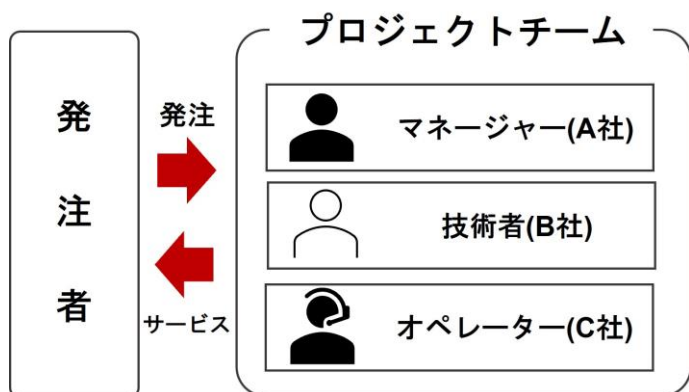 発注者
発注
サービス
プロジェクトチーム
マネージャー(A社)
技術者(B社)
オペレーター(C社)